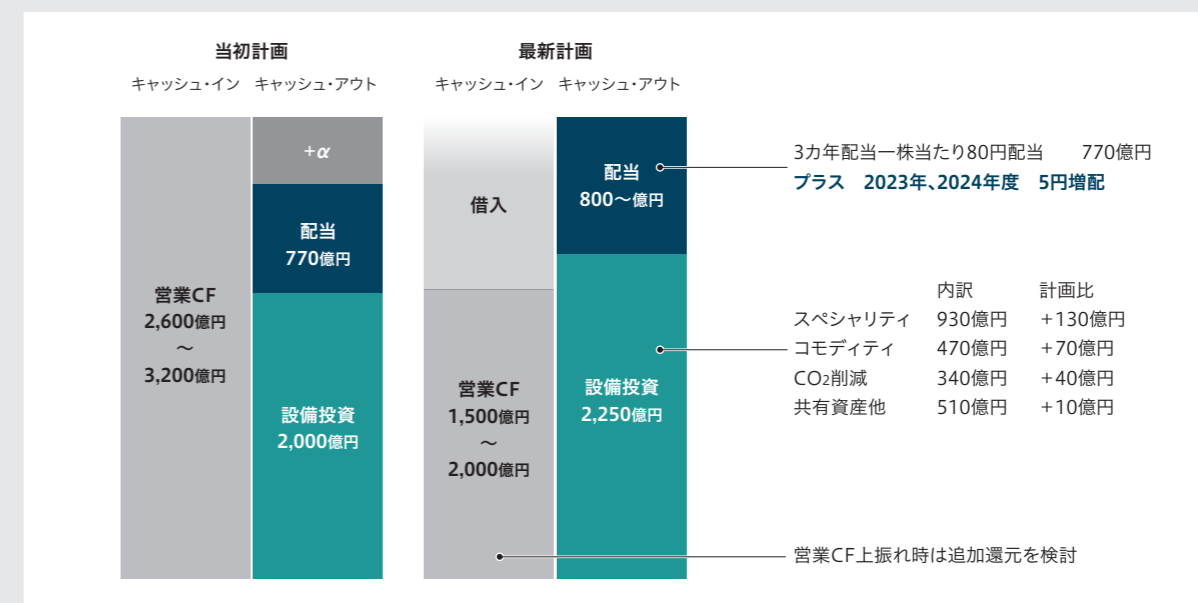 当初計画
キャッシュ・イン キャッシュ・アウト
+α
配当
770億円
営業CF
2,600億円
～
3,200億円
設備投資
2,000億円
最新計画
キャッシュ・イン キャッシュ・アウト
借入
配当
800～億円
営業CF
1,500億円
～
2,000億円
設備投資
2,250億円
3カ年配当一株当たり80円配当 770億円
プラス 2023年、2024年度 5円増配
内訳 計画比
スペシャリティ 930億円 +130億円
コモディティ 470億円 +70億円
CO2削減 340億円 +40億円
共有資産他 510億円 +10億円
営業CF上振れ時は追加還元を検討